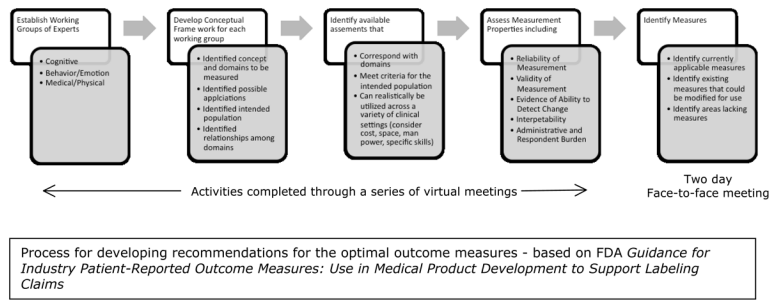 Establish Working
Groups of Experts
• Cognitive
• Behavior/Emotion
• Medical/Physical
Develop Conceptual
Frame work for each
working group
• Identified concept
and domains to be
measured
• Identified possible
applciations
• Identified intended
population
• Identified
relationships among
domains
Identify available
assements that
• Correspond with
domains
• Meet criteria for the
intended population
• Can realistically be
utilized across a
variety of clinical
settings (consider
cost, space, man
power, specific skills)
Assess Measurement
Properties including
• Reliability of
Measurement
• Validity of
Measurement
• Evidence of Ability to
Detect Change
• Interpetability
• Administrative and
Respondent Burden
Identify Measures
• Identify currently
applicable measures
• Identify existing
measures that could
be modified for use
• Identify areas lacking
measures
Activities completed through a series of virtual meetings
Two day
Face-to-face meeting
Process for developing recommendations for the optimal outcome measures - based on FDA Guidance for
Industry Patient-Reported Outcome Measures: Use in Medical Product Development to Support Labeling
Claims